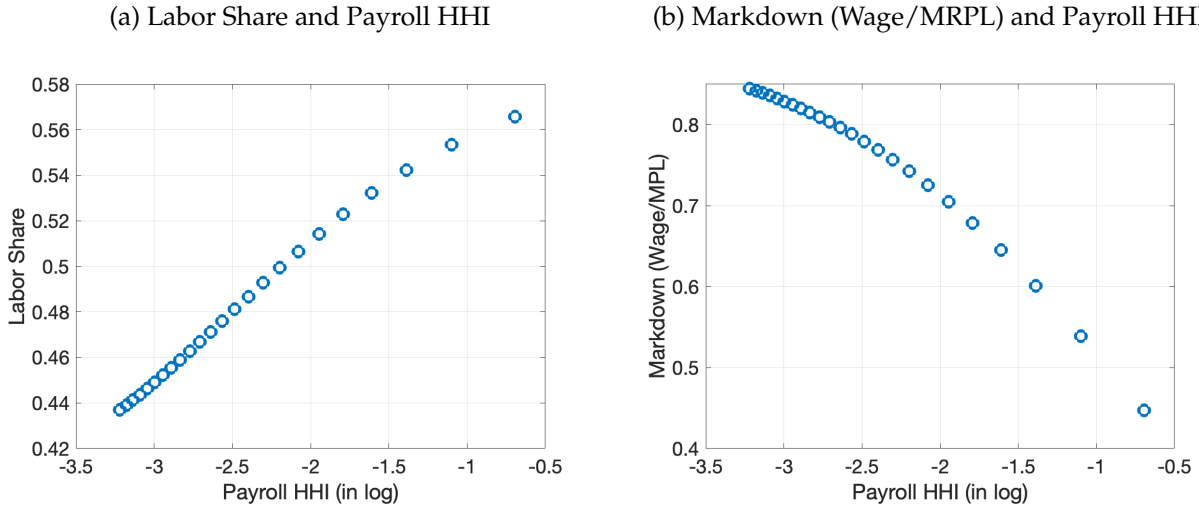 (a) Labor Share and Payroll HHI
0.58
0.56
0.54
0.52
0.5
0.48
0.46
0.44
0.42
Labor Share
-3.5 -3 -2.5 -2 -1.5 -1 -0.5
Payroll HHI (in log)
(b) Markdown (Wage/MRPL) and Payroll HHI
0.8
0.7
0.6
0.5
0.4
Markdown (Wage/MPL)
-3.5 -3 -2.5 -2 -1.5 -1 -0.5
Payroll HHI (in log)